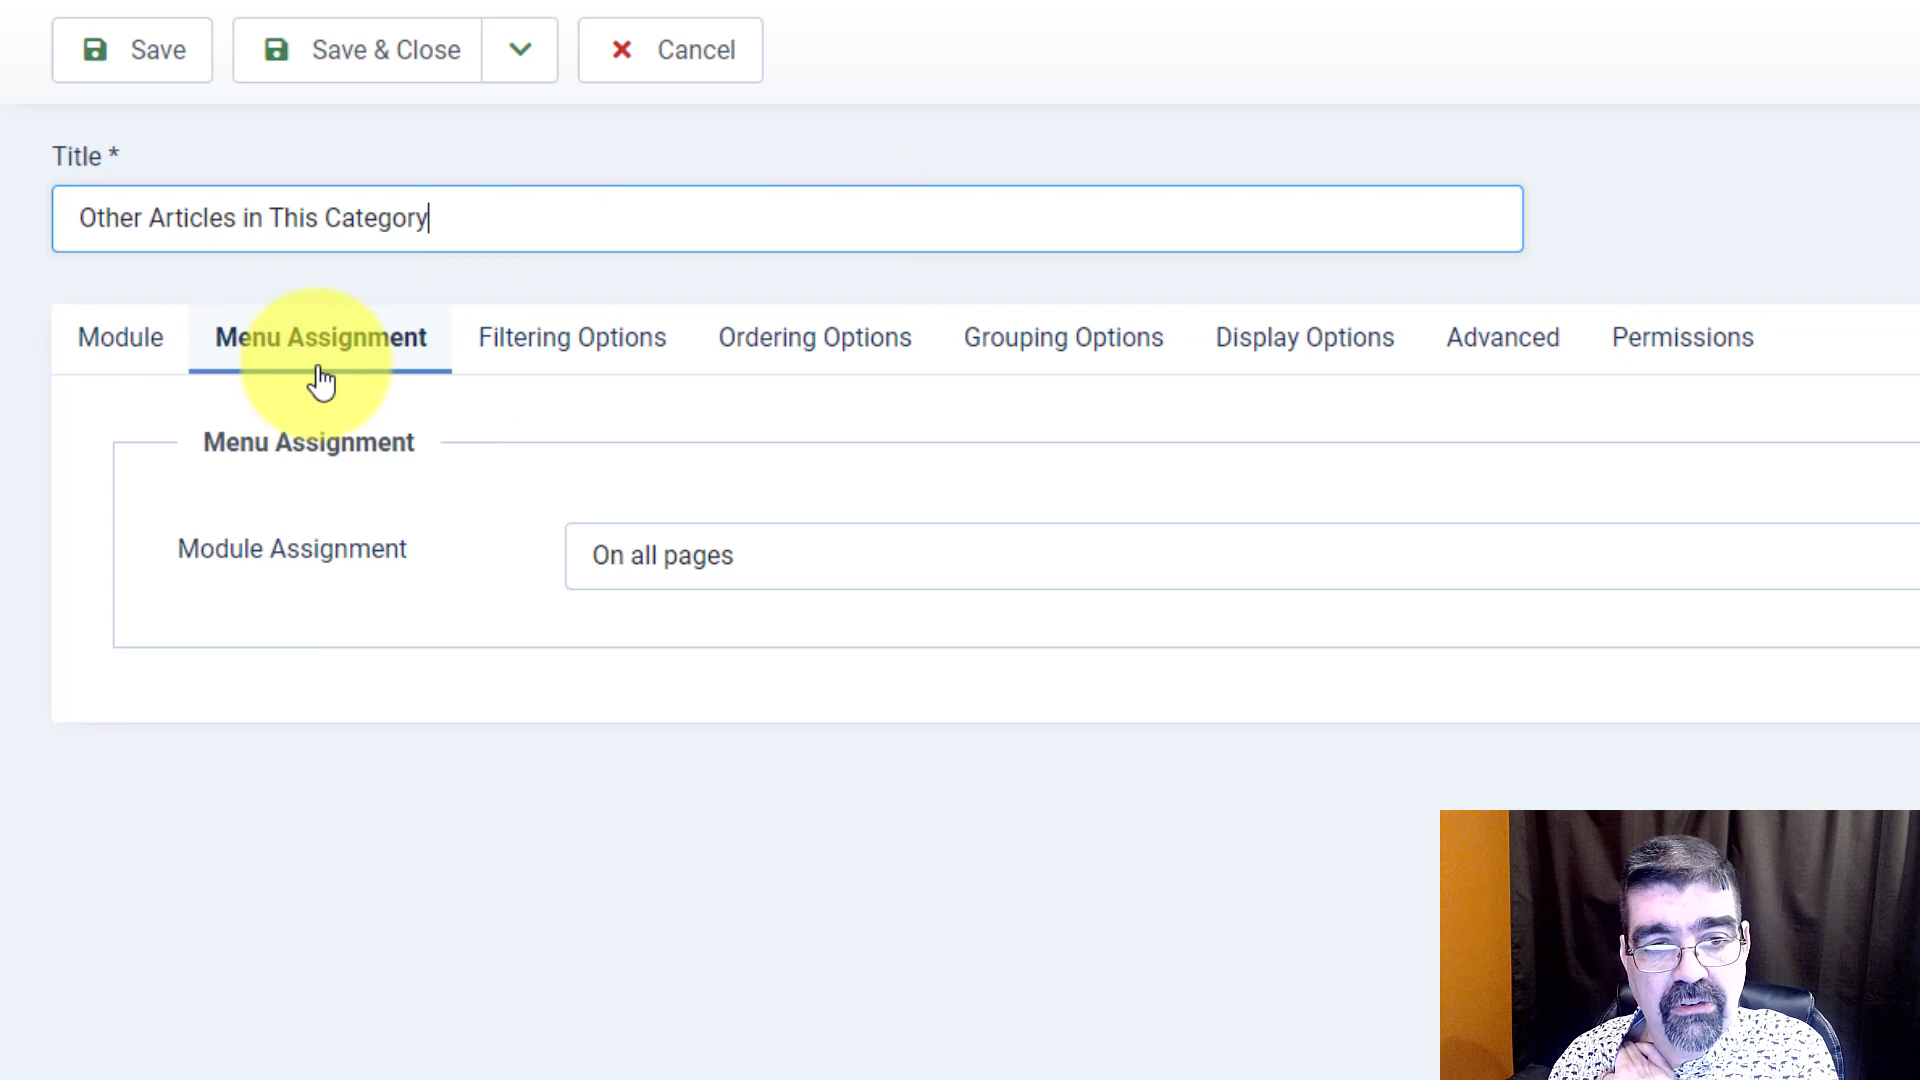 Save
Save & Close
Cancel
Title *
Other Articles in This Category
Module
Menu Assignment
Filtering Options
Ordering Options
Grouping Options
Display Options
Advanced
Permissions
Menu Assignment
Module Assignment
On all pages